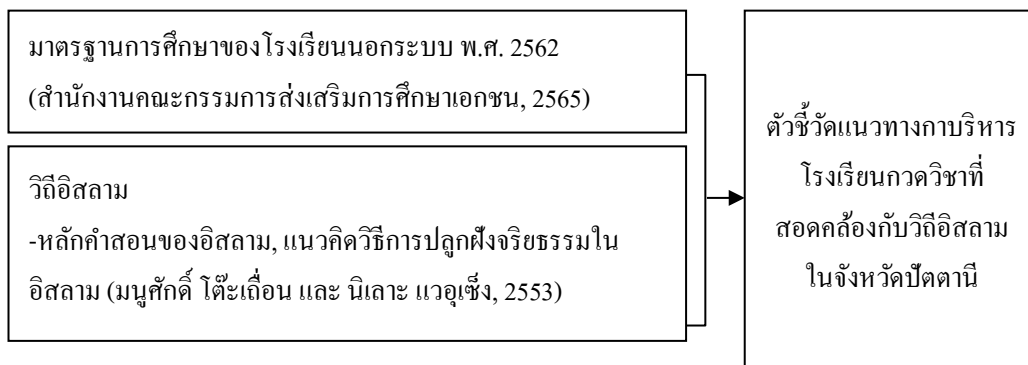 มาตรฐานการศึกษาของโรงเรียนนอกระบบ พ.ศ. 2562
(สำนักงานคณะกรรมการส่งเสริมการศึกษาเอกชน, 2565)
วิถีอิสลาม
-หลักคำสอนของอิสลาม, แนวคิดวิธีการปลูกฝังจริยธรรมใน
อิสลาม (มนูศักดิ์ โต๊ะเถื่อน และ นิเลาะ แวอุเซ็ง, 2553)
ตัวชี้วัดแนวทางกาบริหาร
โรงเรียนกวดวิชาที่
สอดคล้องกับวิถีอิสลาม
ในจังหวัดปัตตานี